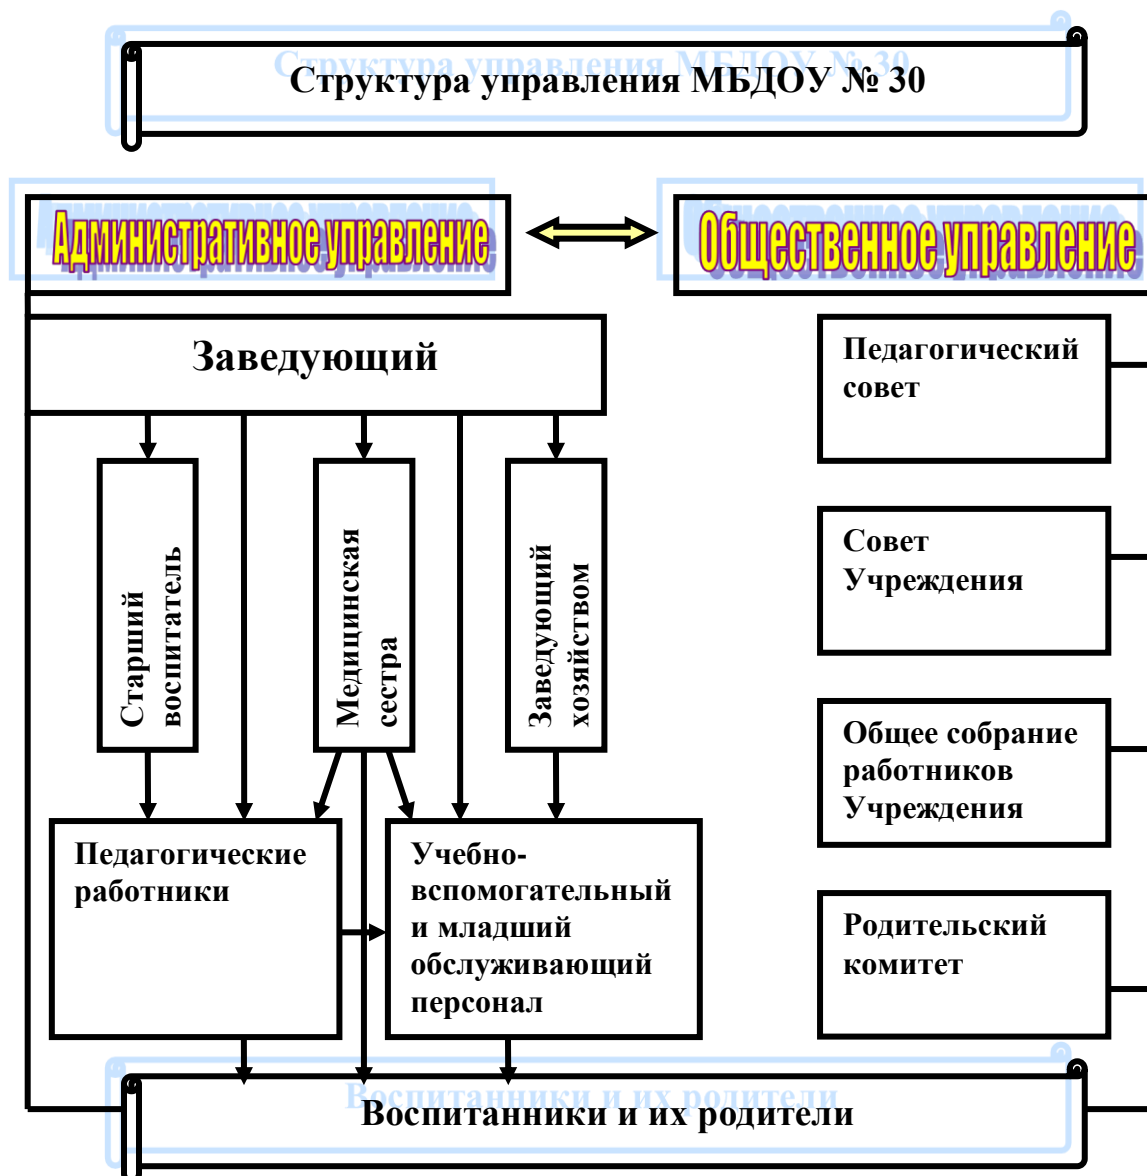 Структура управления МБДОУ № 30
Административное управление
Общественное управление
Заведующий
Старший
воспитатель
Медицинская
сестра
Заведующий
хозяйством
Педагогические
работники
Учебно-
вспомогательный
и младший
обслуживающий
персонал
Педагогический
совет
Совет
Учреждения
Общее собрание
работников
Учреждения
Родительский
комитет
Воспитанники и их родители